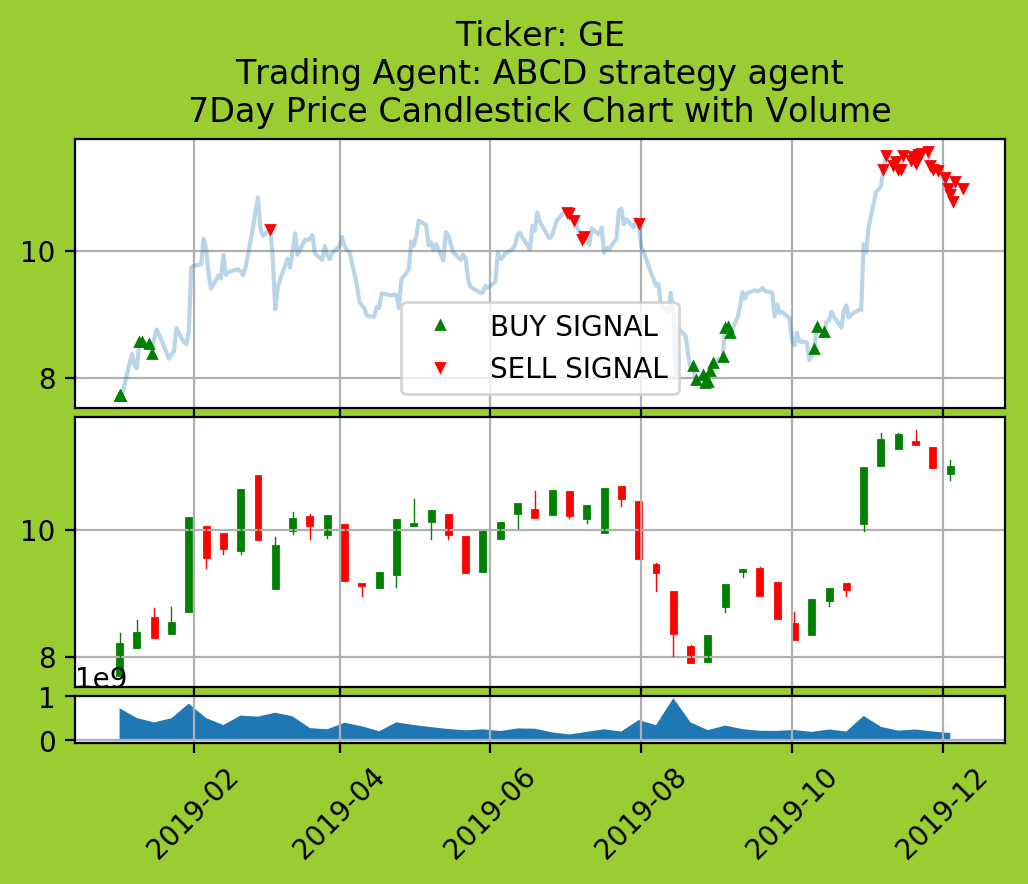 Ticker: GE
Trading Agent: ABCD strategy agent
7Day Price Candlestick Chart with Volume
10
8
BUY SIGNAL
SELL SIGNAL
10
8
1e9
1
0
2019-02
2019-04
2019-06
2019-08
2019-10
2019-12